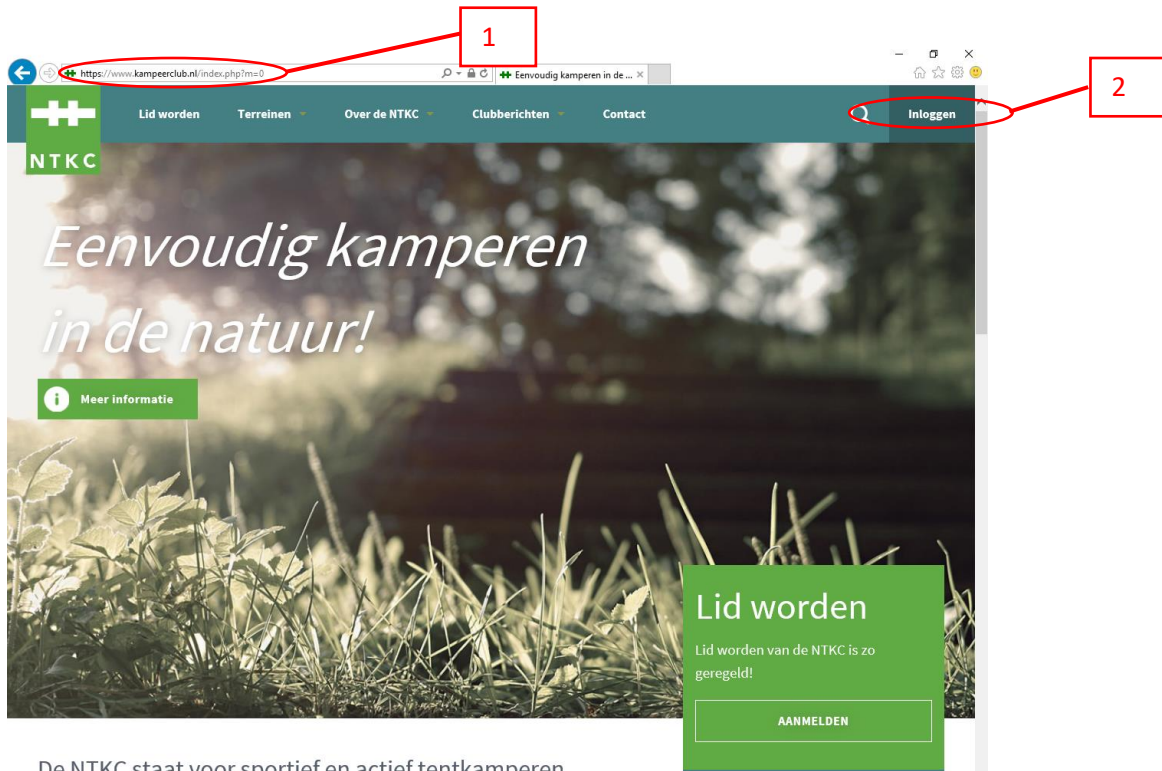 1
https://www.kampeerclub.nl/index.php?m=0
Eenvoudig kamperen in de ...
2
NTKC
Lid worden
Terreinen
Over de NTKC
Clubberichten
Contact
Inloggen
Eenvoudig kamperen
in de natuur!
i Meer informatie
Lid worden
Lid worden van de NTKC is zo
geregeld!
AANMELDEN
De NTKC staat voor sportief en actief tentkamperen